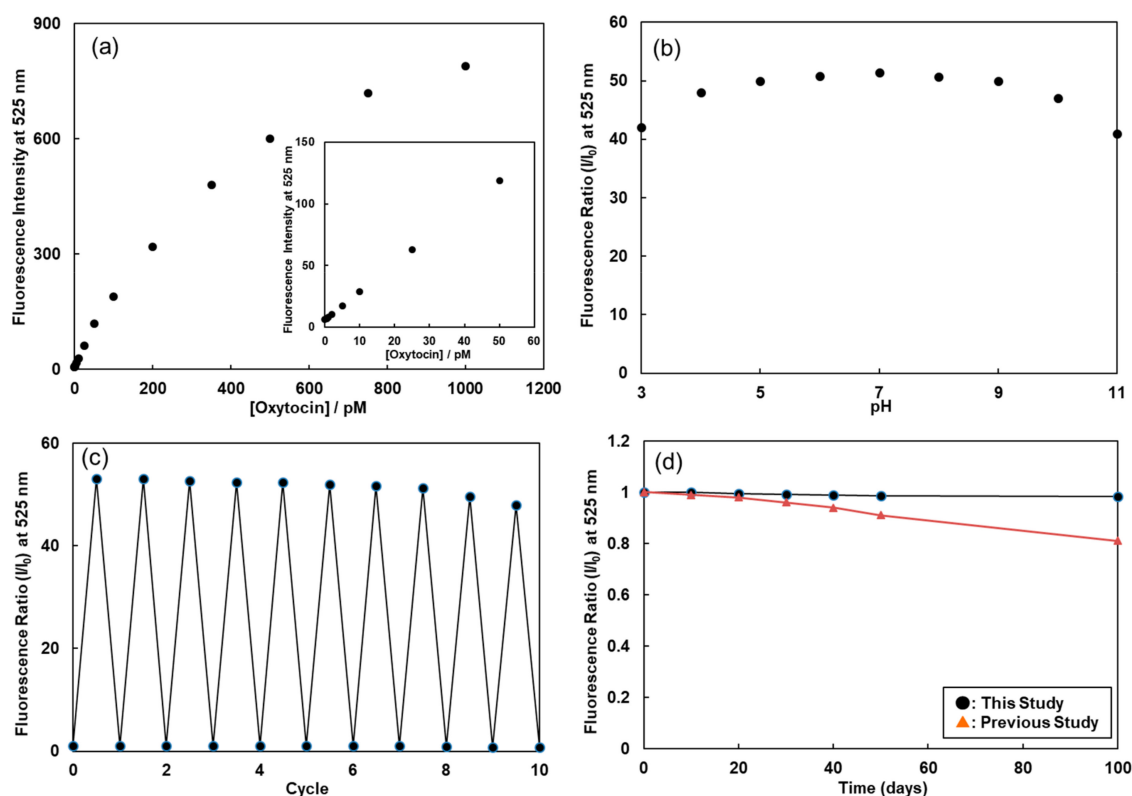 (a)
Fluorescence Intensity at 525 nm
900
600
300
0
0 200 400 600 800 1000 1200
[Oxytocin] / pM
Fluorescence Intensity at 525 nm
150
100
50
0
0 10 20 30 40 50 60
[Oxytocin] / pM
(b)
Fluorescence Ratio (I/I₀) at 525 nm
60
50
40
30
20
10
0
3 5 7 9 11
pH
(c)
Fluorescence Ratio (I/I₀) at 525 nm
60
40
20
0
0 2 4 6 8 10
Cycle
(d)
Fluorescence Ratio (I/I₀) at 525 nm
1.2
1
0.8
0.6
0.4
0.2
0
0 20 40 60 80 100
Time (days)
: This Study
: Previous Study